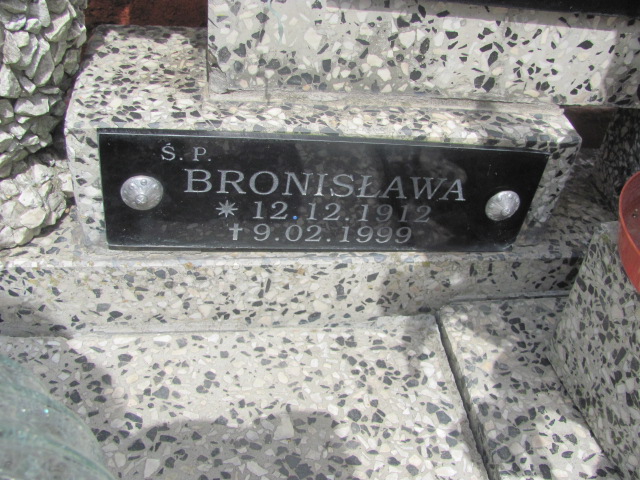 Ś. P.
BRONISŁAWA
* 12.12.1912
† 9.02.1999